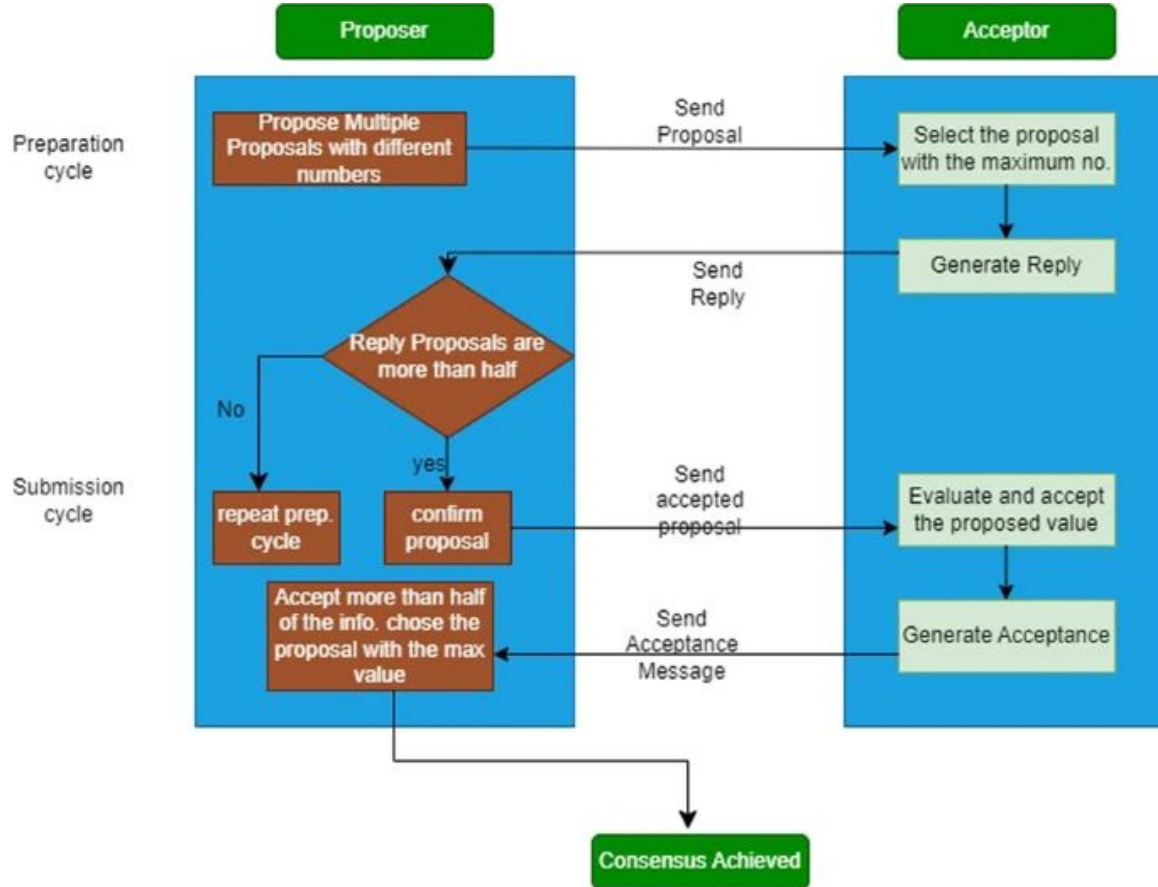 Proposer
Acceptor
Preparation
cycle
Propose Multiple
Proposals with different
numbers
Send
Proposal
Select the proposal
with the maximum no.
Generate Reply
Send
Reply
Reply Proposals are
more than half
No
yes
Submission
cycle
repeat prep.
cycle
confirm
proposal
Send
accepted
proposal
Evaluate and accept
the proposed value
Accept more than half
of the info. chose the
proposal with the max
value
Send
Acceptance
Message
Generate Acceptance
Consensus Achieved